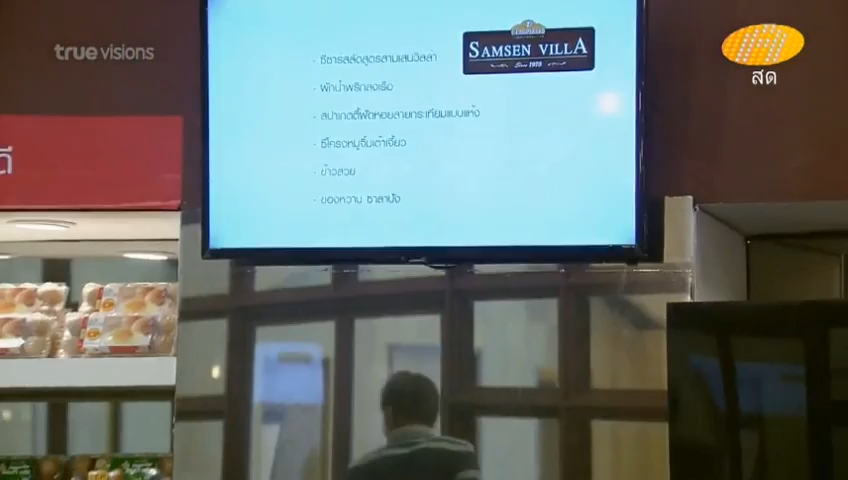 true visions
SAMSEN VILLA
Since 1975
สด
· ซีซาร์สลัดสูตรสามเสนวิลล่า
· ผักน้ำพริกลงเรือ
· สปาเกตตี้ผัดหอยลายกระเทียมแบบแห้ง
· ซี่โครงหมูจิ้มเต้าเจี้ยว
· ข้าวสวย
· ของหวาน ซาลาเปา